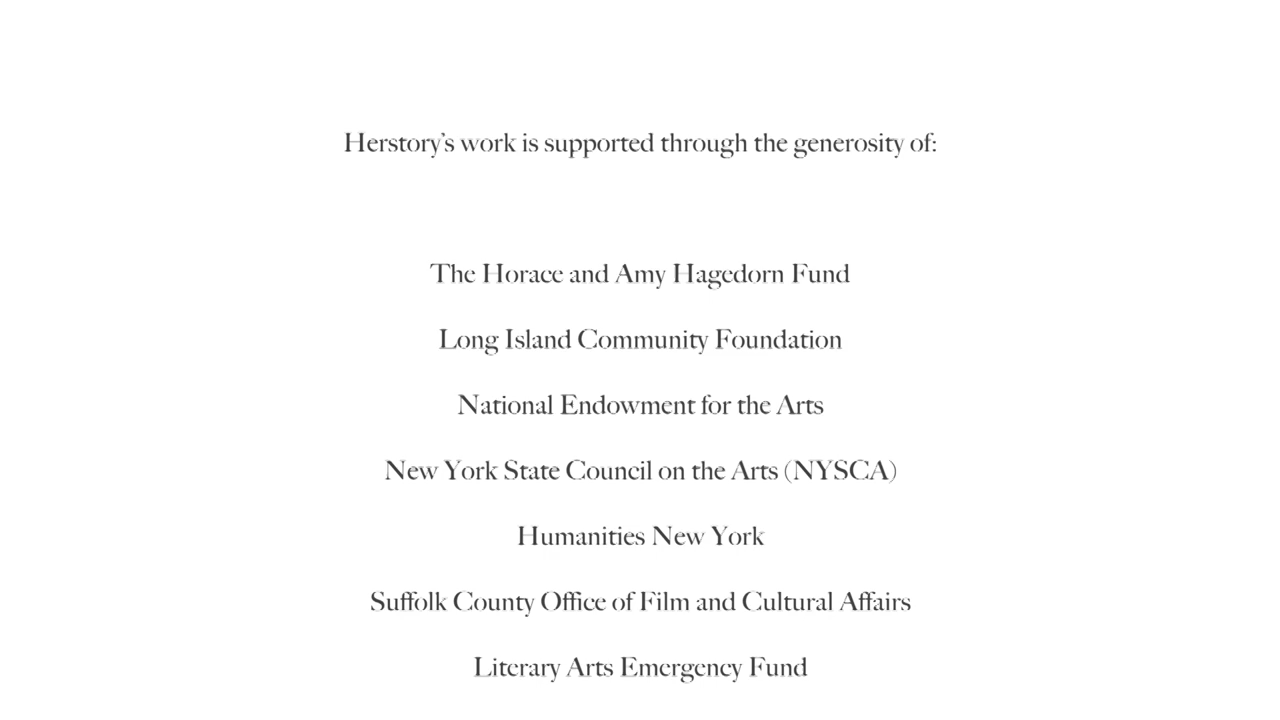 Herstory’s work is supported through the generosity of:
The Horace and Amy Hagedorn Fund
Long Island Community Foundation
National Endowment for the Arts
New York State Council on the Arts (NYSCA)
Humanities New York
Suffolk County Office of Film and Cultural Affairs
Literary Arts Emergency Fund